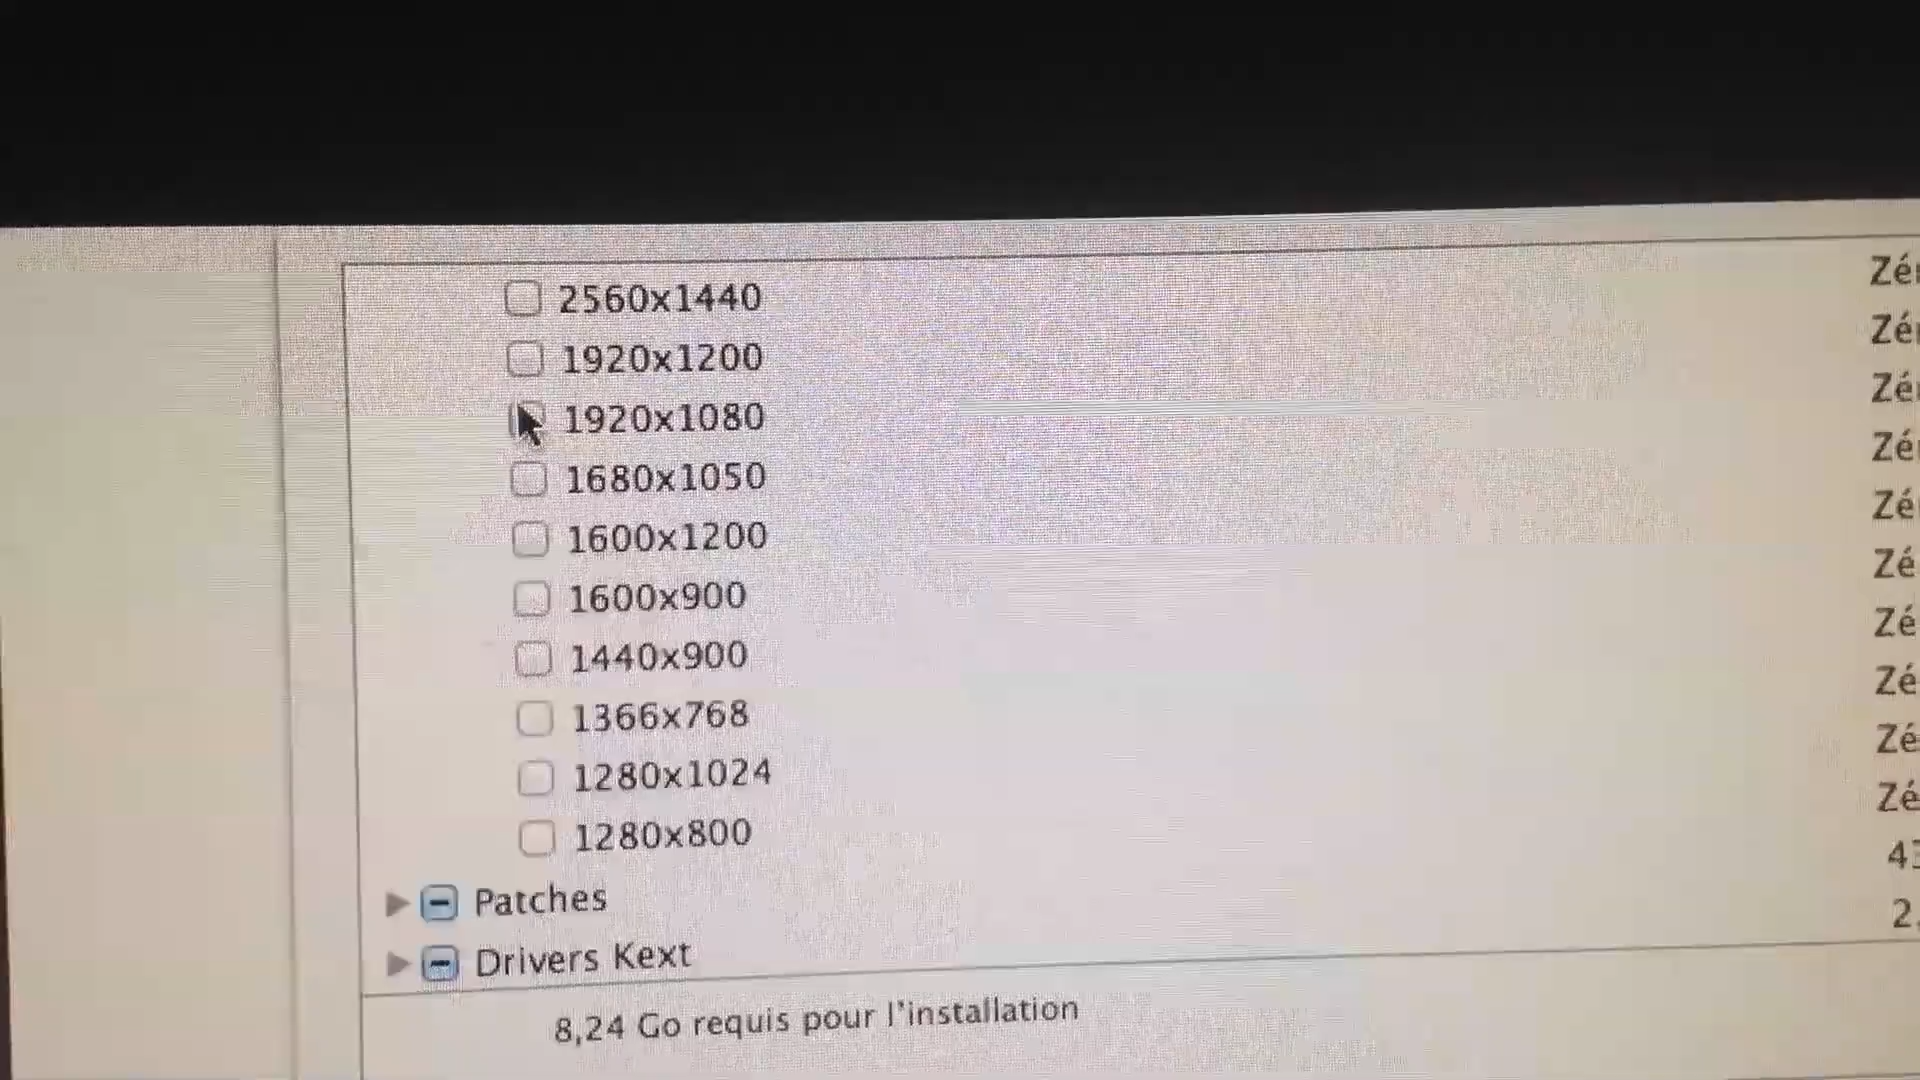 2560x1440
1920x1200
1920x1080
1680x1050
1600x1200
1600x900
1440x900
1366x768
1280x1024
1280x800
Patches
Drivers Kext
8,24 Go requis pour l'installation